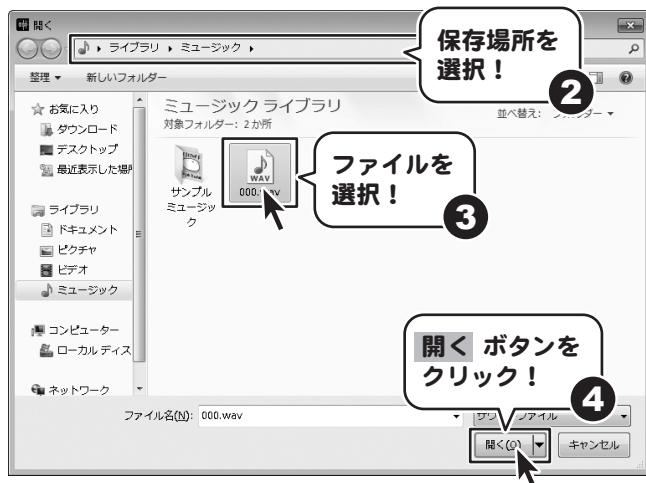 開く
ライブラリ ▸ ミュージック ▸
保存場所を
選択！
2
整理 ▼ 新しいフォルダー
お気に入り
ダウンロード
デスクトップ
最近表示した場所
ライブラリ
ドキュメント
ピクチャ
ビデオ
ミュージック
コンピューター
ローカル ディス
ネットワーク
ミュージック ライブラリ
対象フォルダー: 2か所
並べ替え: フォルダー ▼
サンプル
ミュージッ
ク
WAV
000.wav
ファイルを
選択！
3
開く ボタンを
クリック！
4
ファイル名(N): 000.wav
開く(O)
キャンセル